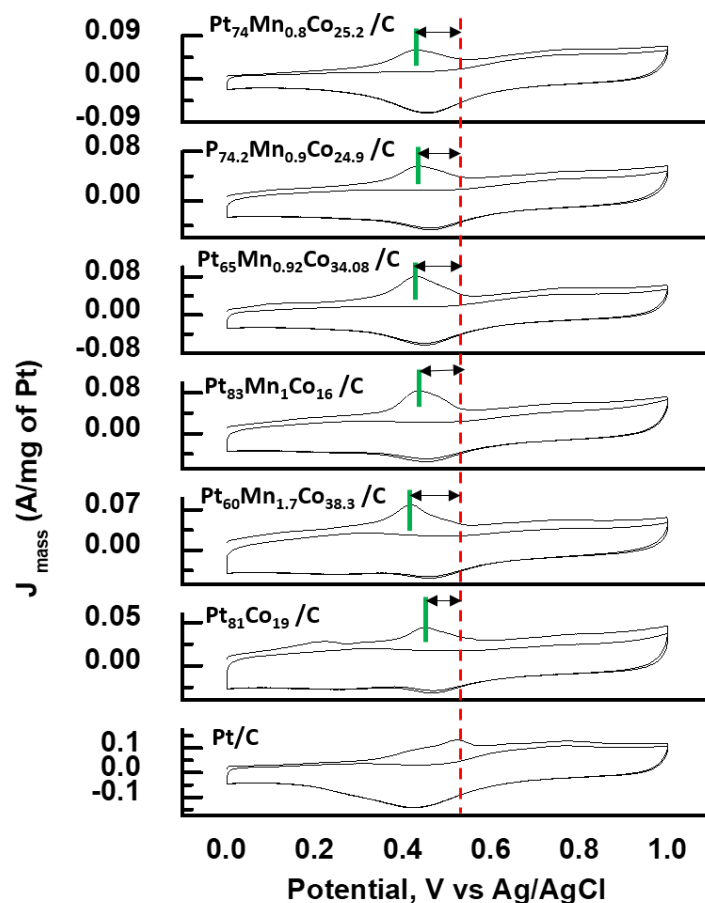 Pt₇₄Mn₀.₈Co₂₅.₂ /C
0.09
0.00
-0.09
P₇₄.₂Mn₀.₉Co₂₄.₉ /C
0.08
0.00
Pt₆₅Mn₀.₉₂Co₃₄.₀₈ /C
0.08
0.00
-0.08
Pt₈₃Mn₁Co₁₆ /C
0.08
0.00
Pt₆₀Mn₁.₇Co₃₈.₃ /C
0.07
0.00
Pt₈₁Co₁₉ /C
0.05
0.00
Pt/C
0.1
0.0
-0.1
J mass (A/mg of Pt)
0.0 0.2 0.4 0.6 0.8 1.0
Potential, V vs Ag/AgCl